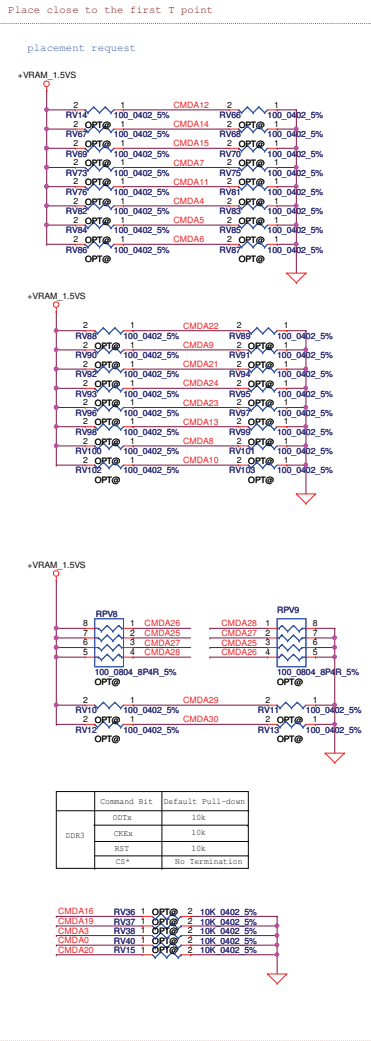 Place close to the first T point
placement request
+VRAM_1.5VS
2 1 CMDA12 2 1
RV14 100_0402_5% RV66 100_0402_5%
2 OPT@ 1 CMDA14 2 OPT@ 1
RV67 100_0402_5% RV68 100_0402_5%
2 OPT@ 1 CMDA15 2 OPT@ 1
RV69 100_0402_5% RV70 100_0402_5%
2 OPT@ 1 CMDA7 2 OPT@ 1
RV73 100_0402_5% RV75 100_0402_5%
2 OPT@ 1 CMDA11 2 OPT@ 1
RV76 100_0402_5% RV81 100_0402_5%
2 OPT@ 1 CMDA4 2 OPT@ 1
RV82 100_0402_5% RV83 100_0402_5%
2 OPT@ 1 CMDA5 2 OPT@ 1
RV84 100_0402_5% RV85 100_0402_5%
2 OPT@ 1 CMDA6 2 OPT@ 1
RV86 100_0402_5% RV87 100_0402_5%
OPT@ OPT@
+VRAM_1.5VS
2 1 CMDA22 2 1
RV88 100_0402_5% RV89 100_0402_5%
2 OPT@ 1 CMDA9 2 OPT@ 1
RV90 100_0402_5% RV91 100_0402_5%
2 OPT@ 1 CMDA21 2 OPT@ 1
RV92 100_0402_5% RV94 100_0402_5%
2 OPT@ 1 CMDA24 2 OPT@ 1
RV93 100_0402_5% RV95 100_0402_5%
2 OPT@ 1 CMDA23 2 OPT@ 1
RV96 100_0402_5% RV97 100_0402_5%
2 OPT@ 1 CMDA13 2 OPT@ 1
RV98 100_0402_5% RV99 100_0402_5%
2 OPT@ 1 CMDA8 2 OPT@ 1
RV100 100_0402_5% RV101 100_0402_5%
2 OPT@ 1 CMDA10 2 OPT@ 1
RV102 100_0402_5% RV103 100_0402_5%
OPT@ OPT@
+VRAM_1.5VS
RPV8 RPV9
8 1 CMDA26 CMDA28 1 8
7 2 CMDA25 CMDA27 2 7
6 3 CMDA27 CMDA25 3 6
5 4 CMDA28 CMDA26 4 5
100_0804_8P4R_5% 100_0804_8P4R_5%
OPT@ OPT@
2 1 CMDA29 2 1
RV10 100_0402_5% RV11 100_0402_5%
2 OPT@ 1 CMDA30 2 OPT@ 1
RV12 100_0402_5% RV13 100_0402_5%
OPT@ OPT@
Command Bit Default Pull-down
DDR3
ODTx 10k
CKEx 10k
RST 10k
CS* No Termination
CMDA16 RV36 1 OPT@ 2 10K_0402_5%
CMDA19 RV37 1 OPT@ 2 10K_0402_5%
CMDA3 RV38 1 OPT@ 2 10K_0402_5%
CMDA0 RV40 1 OPT@ 2 10K_0402_5%
CMDA20 RV15 1 OPT@ 2 10K_0402_5%